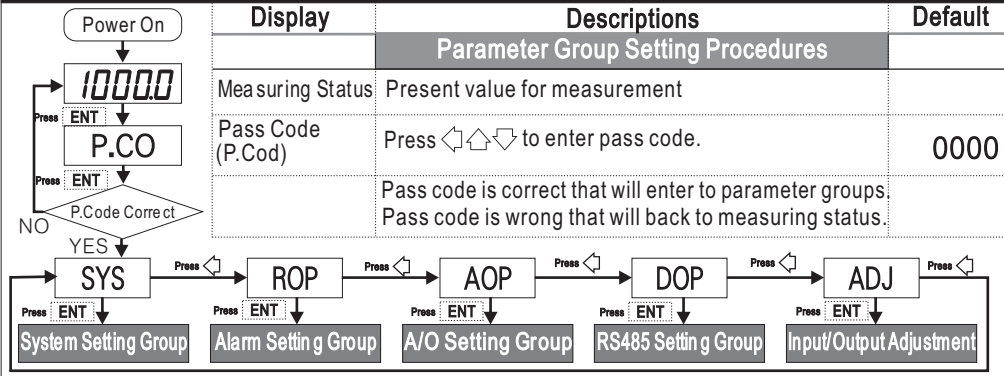 Power On
Display Descriptions Default
Parameter Group Setting Procedures
1000.0
Measuring Status Present value for measurement
Press ENT
P.CO
Pass Code
(P.Cod)
Press to enter pass code.
0000
Press ENT
P.Code Correct
NO
YES
Pass code is correct that will enter to parameter groups.
Pass code is wrong that will back to measuring status.
SYS Press ROP Press AOP Press DOP Press ADJ Press
Press ENT Press ENT Press ENT Press ENT Press ENT
System Setting Group Alarm Setting Group A/O Setting Group RS485 Setting Group Input/Output Adjustment